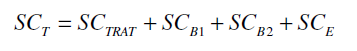 SC_T = SC_TRAT + SC_B1 + SC_B2 + SC_E